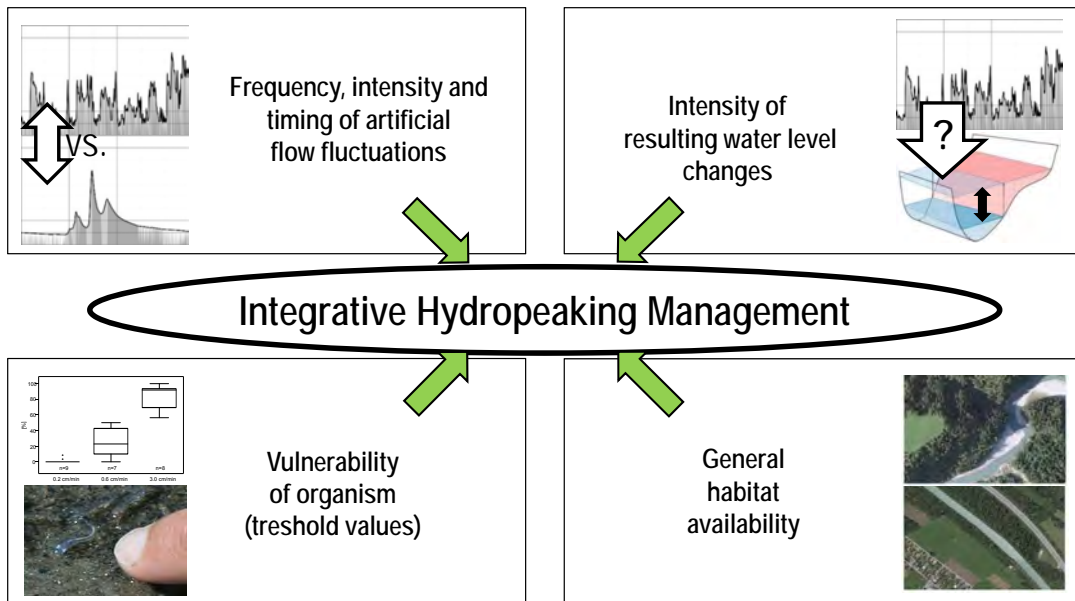 VS.
Frequency, intensity and
timing of artificial
flow fluctuations
Intensity of
resulting water level
changes
?
Integrative Hydropeaking Management
100
80
60
40
20
0
[%]
n=9
n=7
n=8
0.2 cm/min
0.6 cm/min
3.0 cm/min
Vulnerability
of organism
(treshold values)
General
habitat
availability